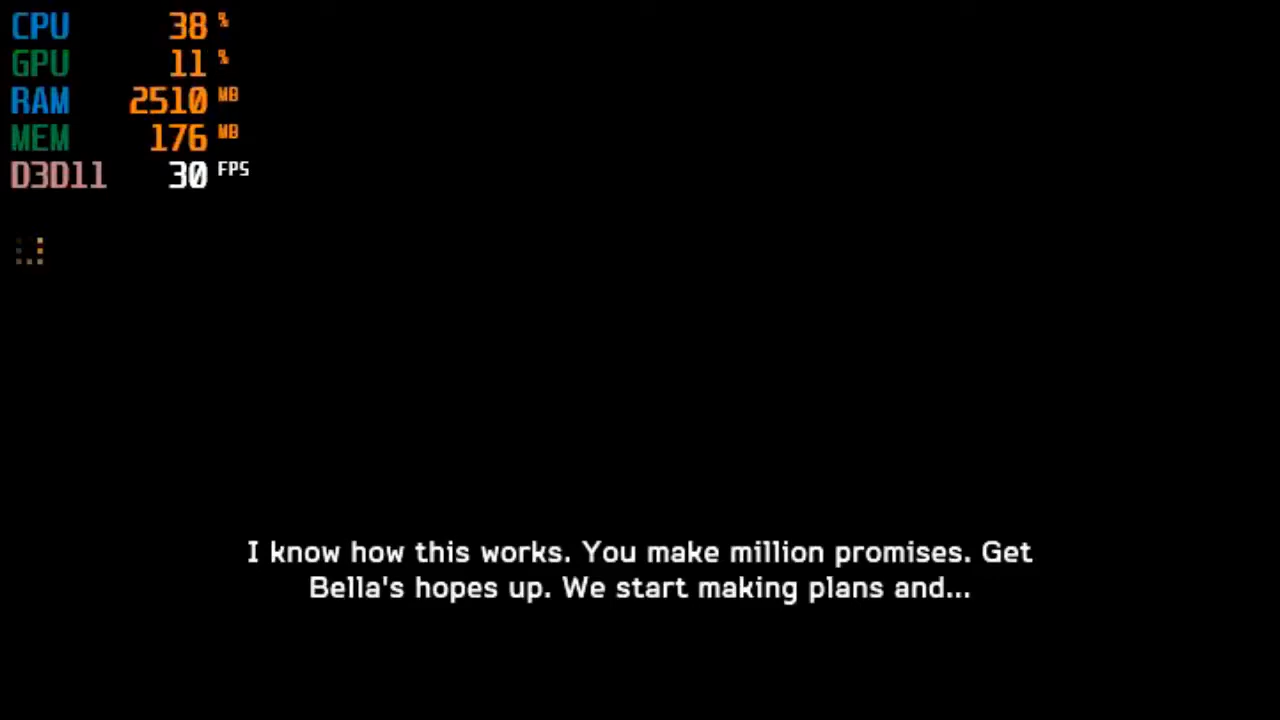 CPU 38 %
GPU 11 %
RAM 2510 MB
MEM 176 MB
D3D11 30 FPS
I know how this works. You make million promises. Get
Bella's hopes up. We start making plans and...